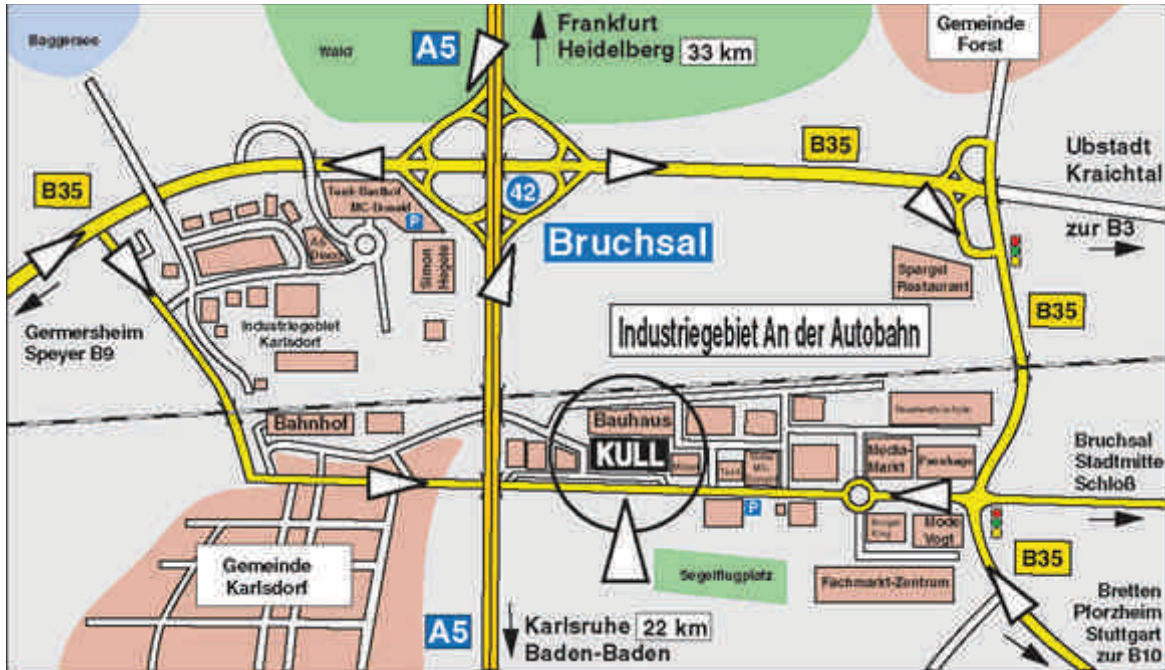 Baggersee
Wald
A5
Frankfurt
Heidelberg 33 km
Gemeinde
Forst
B35
Ubstadt
Kraichtal
zur B3
B35
42
MC-Donald
P
Bruchsal
Simon
Hegele
Spargel
Restaurant
B35
Germersheim
Speyer B9
Industriegebiet
Karlsdorf
Industriegebiet An der Autobahn
Bahnhof
Bauhaus
KULL
Media-
Markt
Bruchsal
Stadtmitte
Schloß
P
Mode
Vogt
B35
Gemeinde
Karlsdorf
Segelflugplatz
Fachmarkt-Zentrum
A5
Karlsruhe 22 km
Baden-Baden
Bretten
Pforzheim
Stuttgart
zur B10